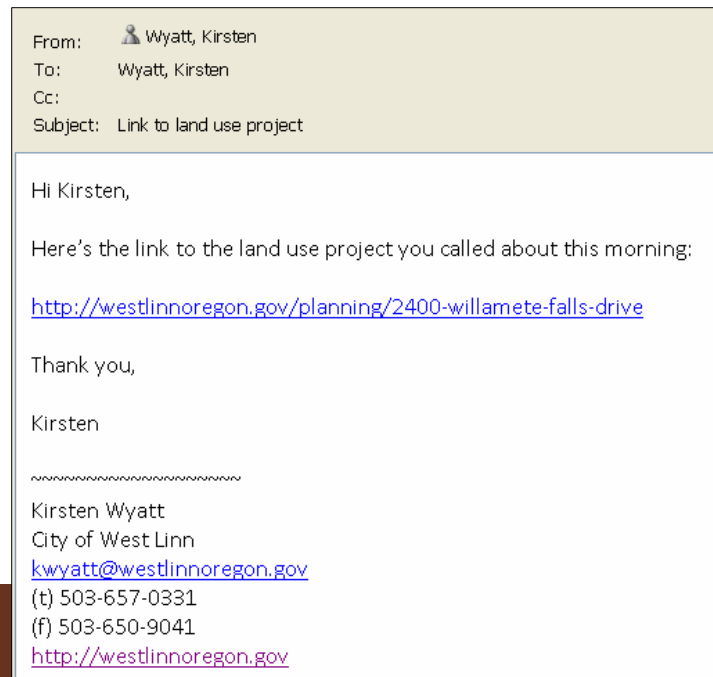 From: Wyatt, Kirsten
To: Wyatt, Kirsten
Cc:
Subject: Link to land use project
Hi Kirsten,
Here's the link to the land use project you called about this morning:
http://westlinnoregon.gov/planning/2400-willamete-falls-drive
Thank you,
Kirsten
~~~~~~~~~~~~~~~~~~~
Kirsten Wyatt
City of West Linn
kwyatt@westlinnoregon.gov
(t) 503-657-0331
(f) 503-650-9041
http://westlinnoregon.gov